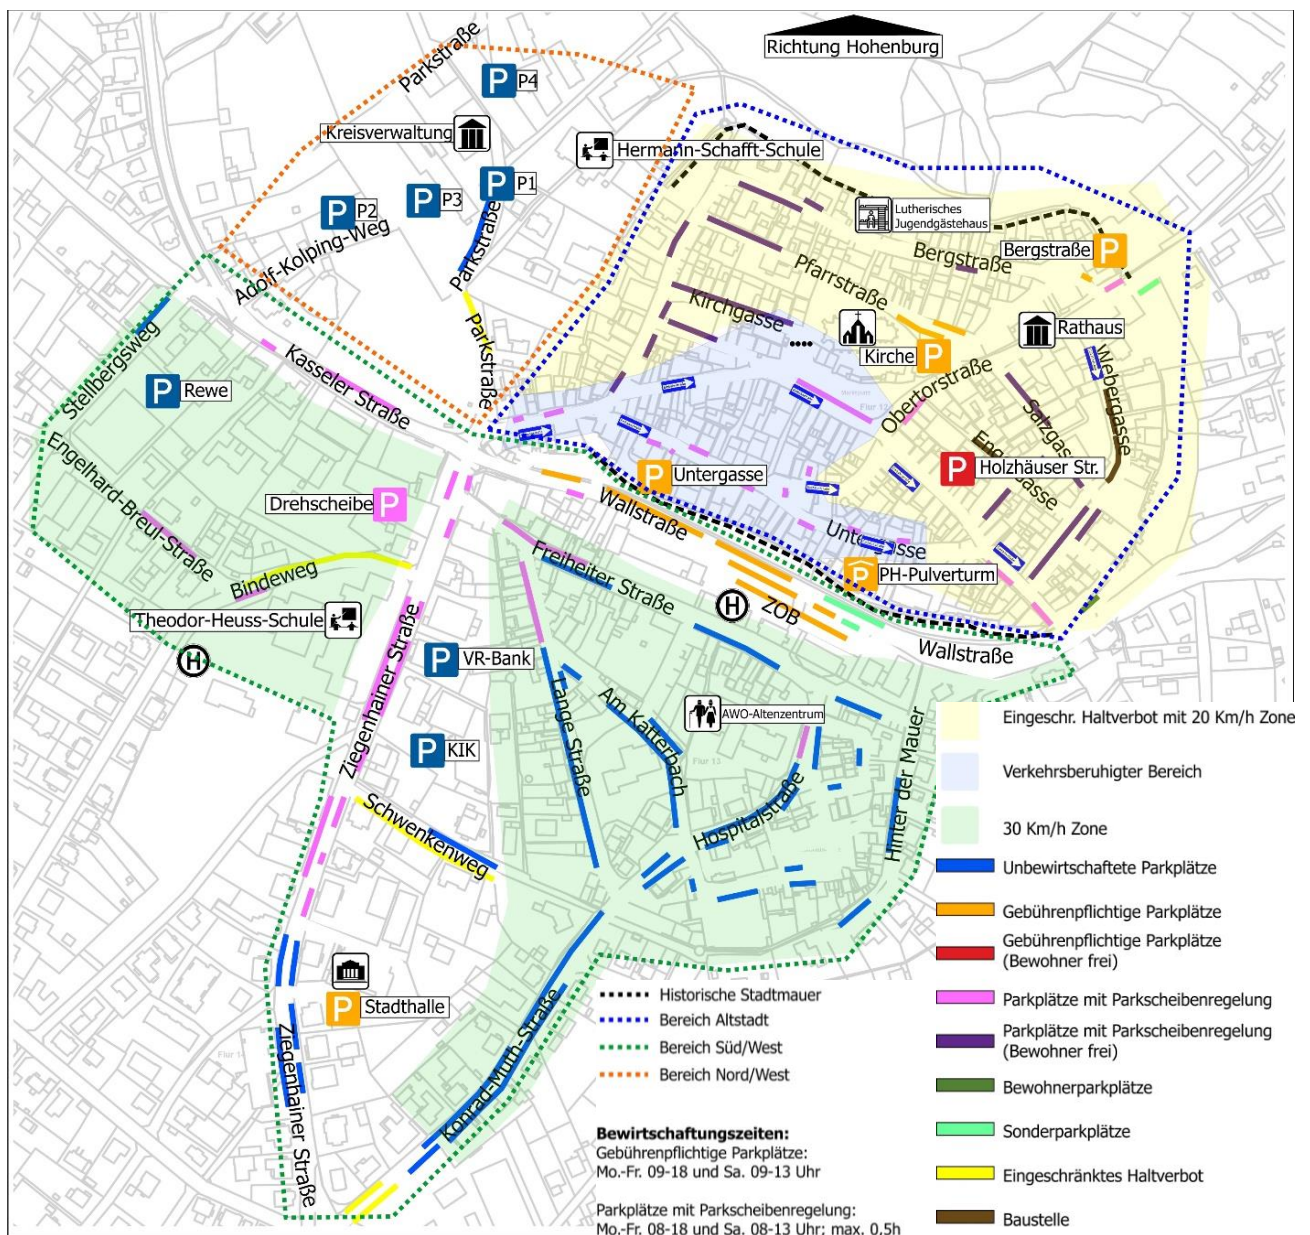 Richtung Hohenburg
Parkstraße
P P4
Kreisverwaltung
Hermann-Schafft-Schule
P P1
P P3
P P2
Parkstraße
Adolf-Kolping-Weg
Lutherisches
Jugendgästehaus
Bergstraße
Bergstraße P
Pfarrstraße
Kirchgasse
Parkstraße
Stellbergsweg
Kasseler Straße
P Rewe
Kirche P
Rathaus
Obertorstraße
Webergasse
Salzgasse
Engelhard-Breul-Straße
Drehscheibe P
P Untergasse
P Holzhäuser Str.
Wallstraße
Untergasse
Freiheiter Straße
P PH-Pulverturm
Bindeweg
Theodor-Heuss-Schule
H
H
ZOB
Wallstraße
Ziegenhainer Straße
P VR-Bank
Lange Straße
Am Katterbach
AWO-Altenzentrum
Flur 13
P KIK
Hospitalstraße
Hinter der Mauer
Schwenkenweg
P Stadthalle
Ziegenhainer Straße
Konrad-Muth-Straße
Eingeschr. Haltverbot mit 20 Km/h Zone
Verkehrsberuhigter Bereich
30 Km/h Zone
Unbewirtschaftete Parkplätze
Gebührenpflichtige Parkplätze
Gebührenpflichtige Parkplätze
(Bewohner frei)
Parkplätze mit Parkscheibenregelung
Parkplätze mit Parkscheibenregelung
(Bewohner frei)
Bewohnerparkplätze
Sonderparkplätze
Eingeschränktes Haltverbot
Baustelle
Historische Stadtmauer
Bereich Altstadt
Bereich Süd/West
Bereich Nord/West
Bewirtschaftungszeiten:
Gebührenpflichtige Parkplätze:
Mo.-Fr. 09-18 und Sa. 09-13 Uhr
Parkplätze mit Parkscheibenregelung:
Mo.-Fr. 08-18 und Sa. 08-13 Uhr; max. 0,5h